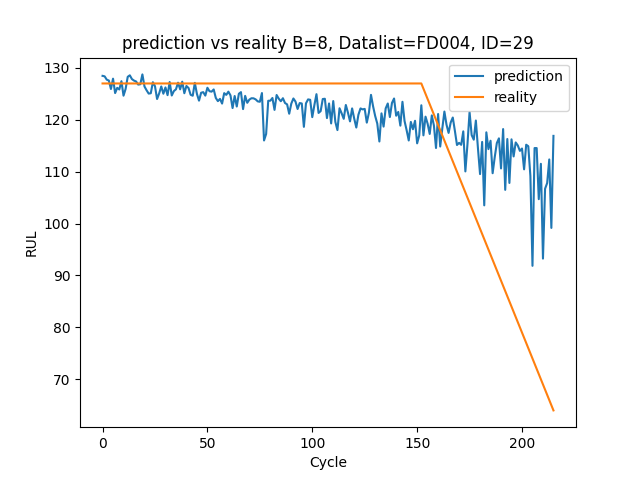 prediction vs reality B=8, Datalist=FD004, ID=29
prediction
reality
RUL
130
120
110
100
90
80
70
0 50 100 150 200
Cycle